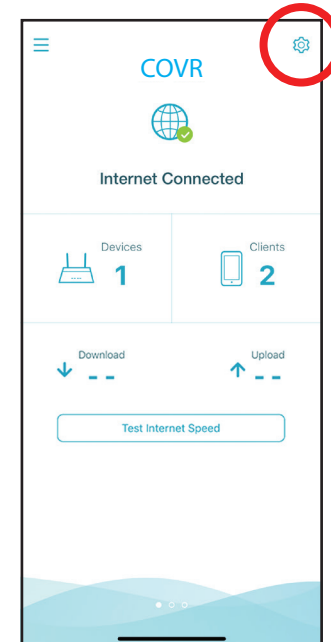 COVR
Internet Connected
Devices
1
Clients
2
Download
- -
Upload
- -
Test Internet Speed